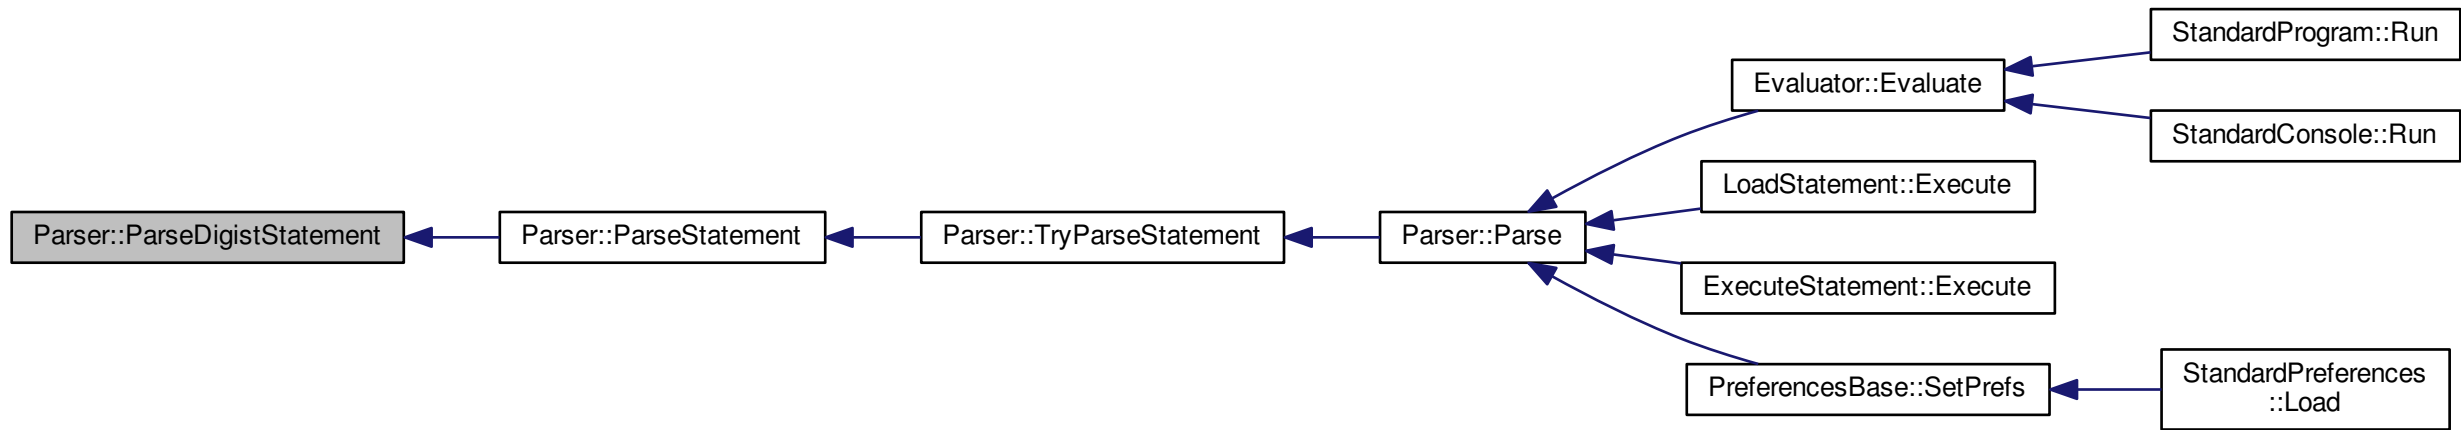 Parser::ParseDigistStatement
Parser::ParseStatement
Parser::TryParseStatement
Parser::Parse
Evaluator::Evaluate
StandardProgram::Run
StandardConsole::Run
LoadStatement::Execute
ExecuteStatement::Execute
PreferencesBase::SetPrefs
StandardPreferences
::Load